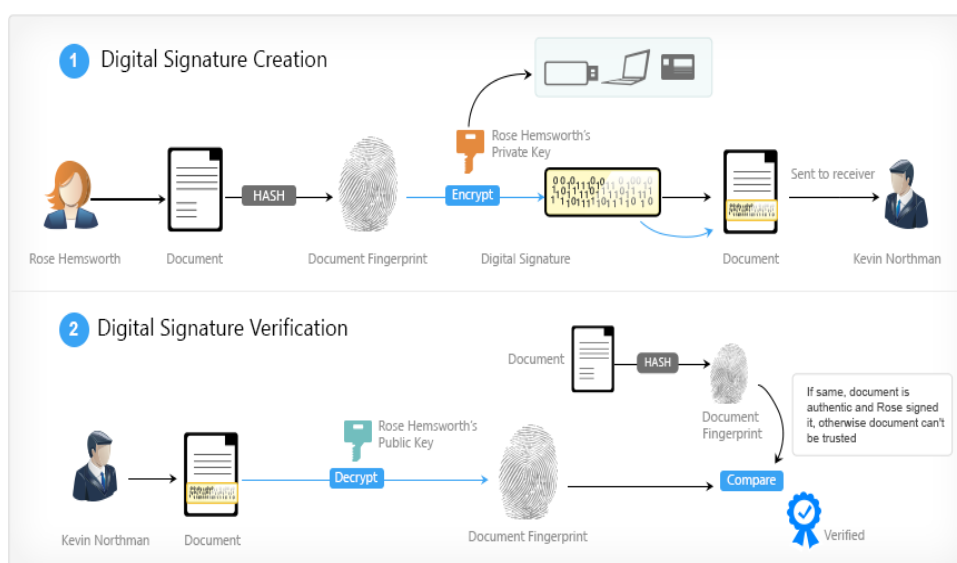 1 Digital Signature Creation
Rose Hemsworth's
Private Key
HASH
Encrypt
Sent to receiver
Rose Hemsworth
Document
Document Fingerprint
Digital Signature
Document
Kevin Northman
2 Digital Signature Verification
Document
HASH
Document
Fingerprint
If same, document is
authentic and Rose signed
it, otherwise document can't
be trusted
Rose Hemsworth's
Public Key
Decrypt
Compare
Kevin Northman
Document
Document Fingerprint
Verified